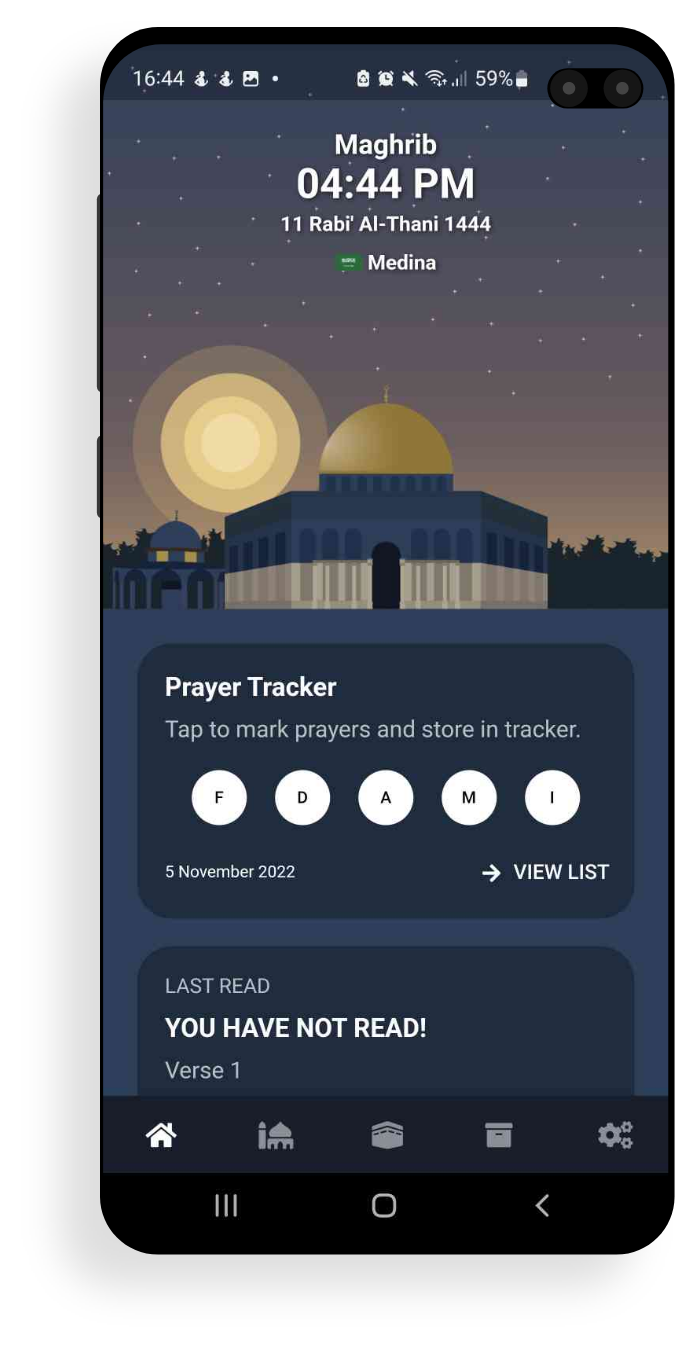 16:44
59%
Maghrib
04:44 PM
11 Rabi' Al-Thani 1444
Medina
Prayer Tracker
Tap to mark prayers and store in tracker.
F D A M I
5 November 2022
VIEW LIST
LAST READ
YOU HAVE NOT READ!
Verse 1